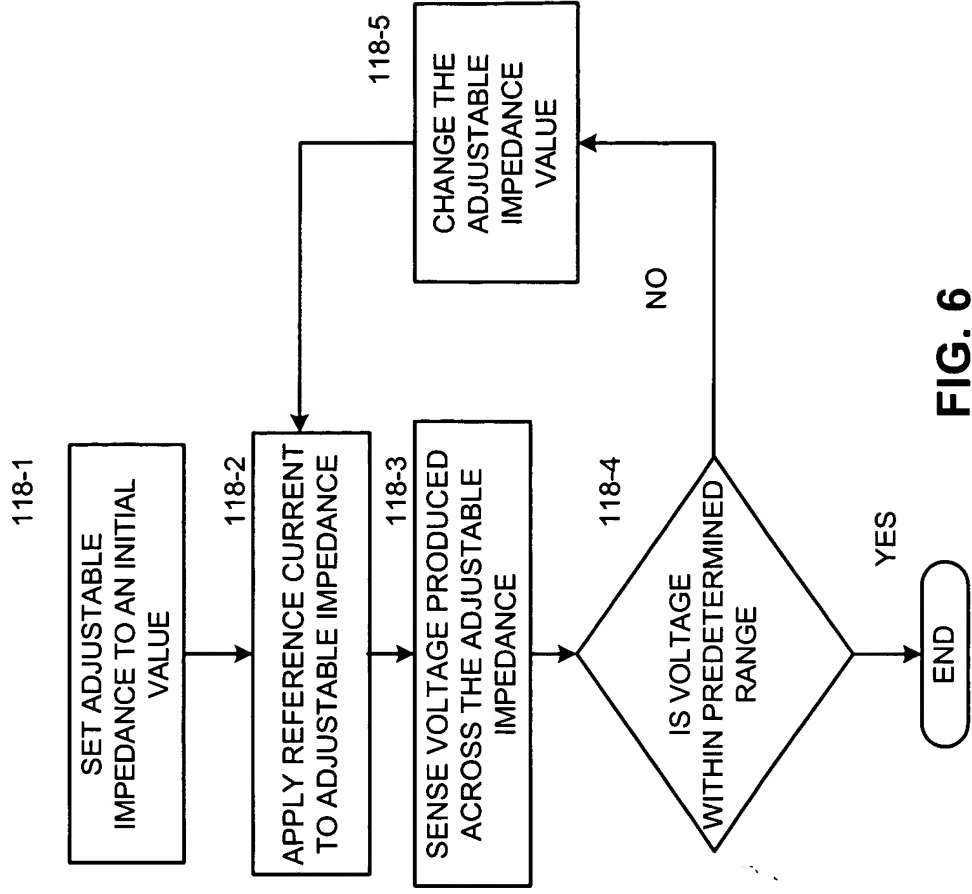 118-1
SET ADJUSTABLE
IMPEDANCE TO AN INITIAL
VALUE
118-2
APPLY REFERENCE CURRENT
TO ADJUSTABLE IMPEDANCE
118-3
SENSE VOLTAGE PRODUCED
ACROSS THE ADJUSTABLE
IMPEDANCE
118-4
IS VOLTAGE
WITHIN PREDETERMINED
RANGE
NO
118-5
CHANGE THE
ADJUSTABLE
IMPEDANCE
VALUE
YES
END
FIG. 6